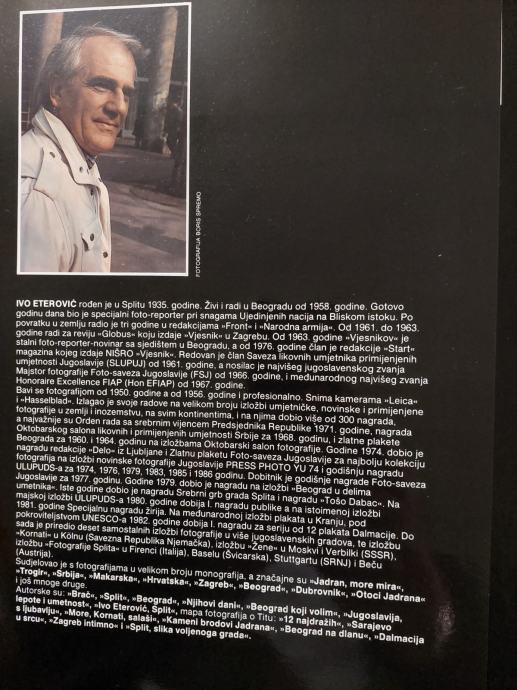 FOTOGRAFIJA BORIS SPREMO
IVO ETEROVIĆ rođen je u Splitu 1935. godine. Živi i radi u Beogradu od 1958. godine. Gotovo
godinu dana bio je specijalni foto-reporter pri snagama Ujedinjenih nacija na Bliskom istoku. Po
povratku u zemlju radio je tri godine u redakcijama »Front« i »Narodna armija«. Od 1961. do 1963.
godine radi za reviju »Globus« koju izdaje »Vjesnik« u Zagrebu. Od 1963. godine »Vjesnikov« je
stalni foto-reporter-novinar sa sjedištem u Beogradu, a od 1976. godine član je redakcije »Start«
magazina kojeg izdaje NIŠRO »Vjesnik«. Redovan je član Saveza likovnih umjetnika primijenjenih
umjetnosti Jugoslavije (SLUPUJ) od 1961. godine, a nosilac je najvišeg jugoslavenskog zvanja
Majstor fotografije Foto-saveza Jugoslavije (FSJ) od 1966. godine, i međunarodnog najvišeg zvanja
Honoraire Excellence FIAP (Hon EFIAP) od 1967. godine.
Bavi se fotografijom od 1950. godine a od 1956. godine i profesionalno. Snima kamerama »Leica«
i »Hasselblad«. Izlagao je svoje radove na velikom broju izložbi umjetničke, novinske i primijenjene
fotografije u zemlji i inozemstvu, na svim kontinentima, i na njima dobio više od 300 nagrada,
a najvažnije su Orden rada sa srebrnim vijencem Predsjednika Republike 1971. godine, nagrada
Oktobarskog salona likovnih i primijenjenih umjetnosti Srbije za 1968. godinu, i zlatne plakete
Beograda za 1960. i 1964. godinu na izložbama Oktobarski salon fotografije. Godine 1974. dobio je
nagradu redakcije »Delo« iz Ljubljane i Zlatnu plaketu Foto-saveza Jugoslavije za najbolju kolekciju
fotografija na izložbi novinske fotografije Jugoslavije PRESS PHOTO YU 74 i godišnju nagradu
ULUPUDS-a za 1974, 1976, 1979, 1983, 1985 i 1986 godinu. Dobitnik je godišnje nagrade Foto-saveza
Jugoslavije za 1977. godinu. Godine 1979. dobio je nagradu na izložbi »Beograd u delima
umetnika«. Iste godine dobio je nagradu Srebrni grb grada Splita i nagradu »Tošo Dabac«. Na
majskoj izložbi ULUPUDS-a 1980. godine dobija I. nagradu publike a na istoimenoj izložbi
1981. godine Specijalnu nagradu žirija. Na međunarodnoj izložbi plakata u Kranju, pod
pokroviteljstvom UNESCO-a 1982. godine dobija I. nagradu za seriju od 12 plakata Dalmacije. Do
sada je priredio deset samostalnih izložbi fotografije u više jugoslavenskih gradova, te izložbu
»Kornati« u Kölnu (Savezna Republika Njemačka), izložbu »Žene« u Moskvi i Verbilki (SSSR),
izložbu »Fotografije Splita« u Firenci (Italija), Baselu (Švicarska), Stuttgartu (SRNJ) i Beču
(Austrija).
Sudjelovao je s fotografijama u velikom broju monografija, a značajne su »Jadran, more mira«,
»Trogir«, »Srbija«, »Makarska«, »Hrvatska«, »Zagreb«, »Beograd«, »Dubrovnik«, »Otoci Jadrana«
i još mnoge druge.
Autorske su: »Brač«, »Split«, »Beograd«, »Njihovi dani«, »Beograd koji volim«, »Jugoslavija,
lepote i umetnost«, »Ivo Eterović, Split«, mapa fotografija o Titu: »12 najdražih«, »Sarajevo
s ljubavlju«, »More, Kornati, salaši«, »Kameni brodovi Jadrana«, »Beograd na dlanu«, »Dalmacija
u srcu«, »Zagreb intimno« i »Split, slika voljenoga grada«.